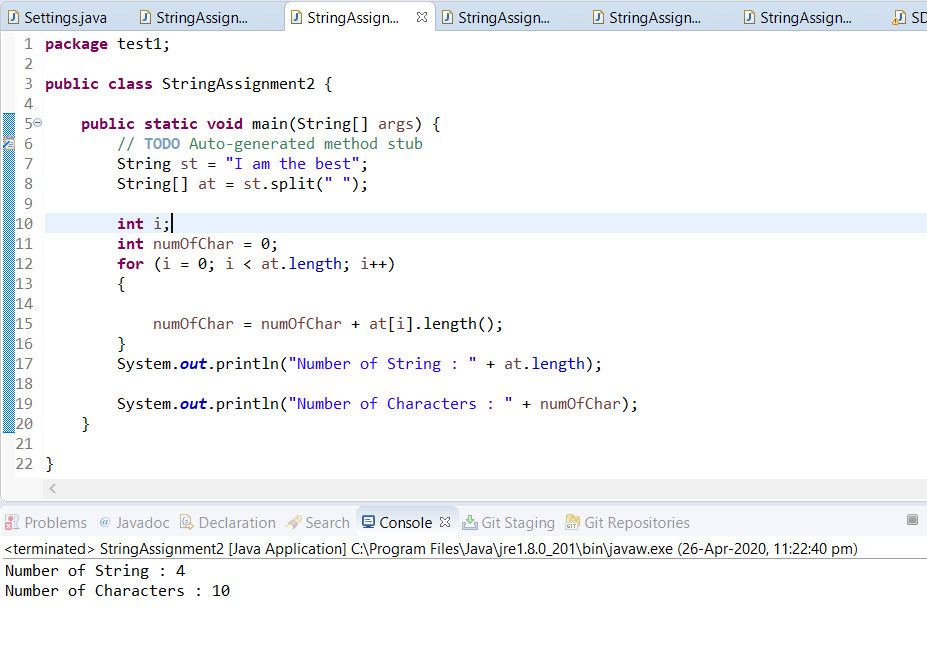 Settings.java StringAssign... StringAssign... StringAssign... StringAssign... StringAssign... SD
1 package test1;
2
3 public class StringAssignment2 {
4
5 public static void main(String[] args) {
6 // TODO Auto-generated method stub
7 String st = "I am the best";
8 String[] at = st.split(" ");
9
10 int i;
11 int numOfChar = 0;
12 for (i = 0; i < at.length; i++)
13 {
14
15 numOfChar = numOfChar + at[i].length();
16 }
17 System.out.println("Number of String : " + at.length);
18
19 System.out.println("Number of Characters : " + numOfChar);
20 }
21
22 }
Problems @ Javadoc Declaration Search Console Git Staging Git Repositories
<terminated> StringAssignment2 [Java Application] C:\Program Files\Java\jre1.8.0_201\bin\javaw.exe (26-Apr-2020, 11:22:40 pm)
Number of String : 4
Number of Characters : 10